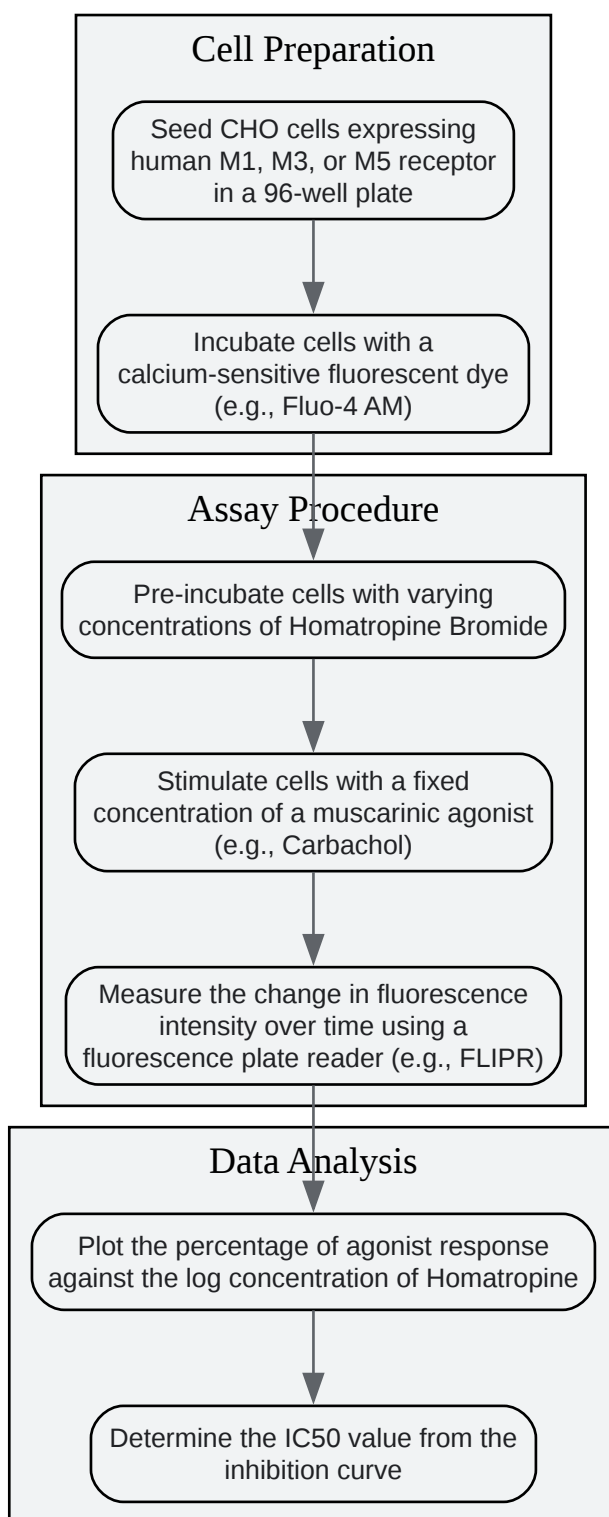 Cell Preparation
Seed CHO cells expressing
human M1, M3, or M5 receptor
in a 96-well plate
Incubate cells with a
calcium-sensitive fluorescent dye
(e.g., Fluo-4 AM)
Assay Procedure
Pre-incubate cells with varying
concentrations of Homatropine Bromide
Stimulate cells with a fixed
concentration of a muscarinic agonist
(e.g., Carbachol)
Measure the change in fluorescence
intensity over time using a
fluorescence plate reader (e.g., FLIPR)
Data Analysis
Plot the percentage of agonist response
against the log concentration of Homatropine
Determine the IC50 value from the
inhibition curve